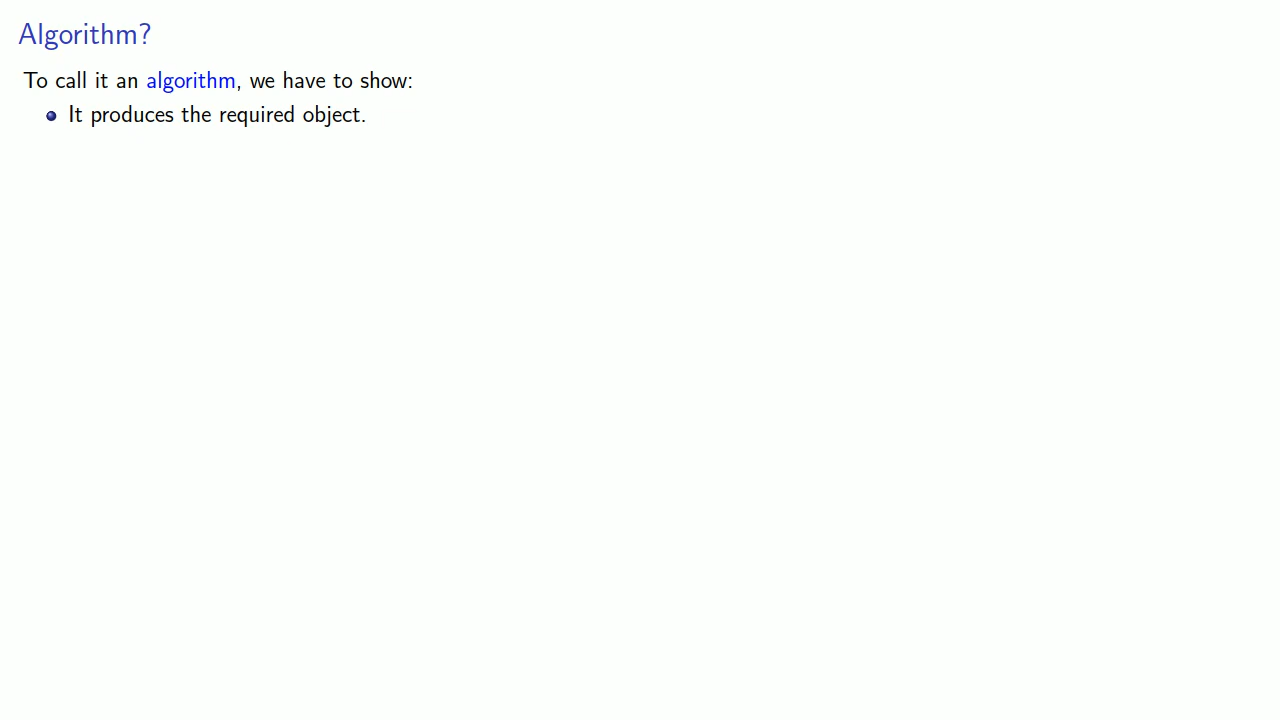 Algorithm?
To call it an algorithm, we have to show:
It produces the required object.